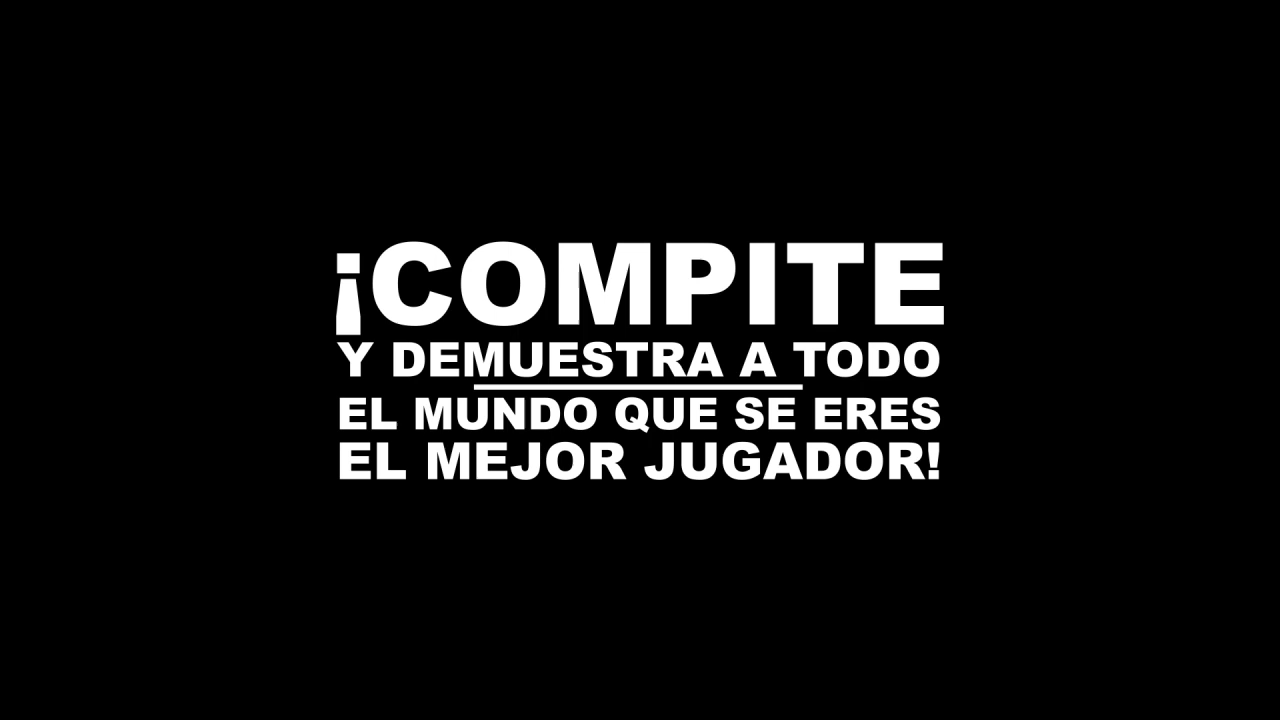 ¡COMPITE
Y DEMUESTRA A TODO
EL MUNDO QUE SE ERES
EL MEJOR JUGADOR!